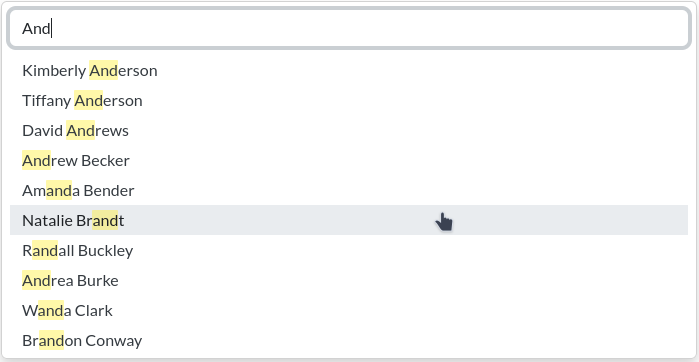 And
Kimberly Anderson
Tiffany Anderson
David Andrews
Andrew Becker
Amanda Bender
Natalie Brandt
Randall Buckley
Andrea Burke
Wanda Clark
Brandon Conway